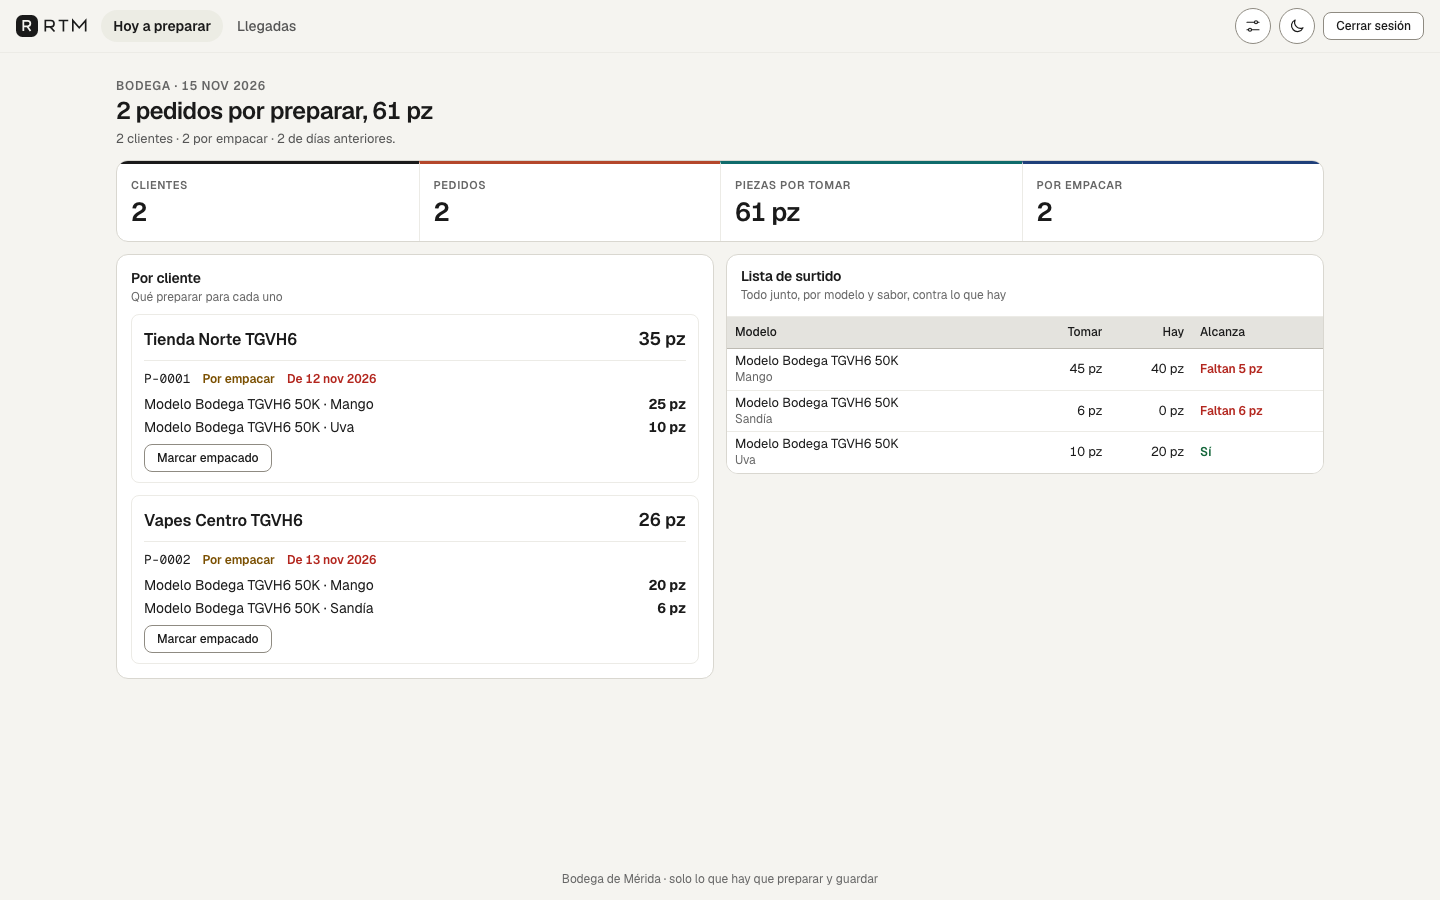 R RTM Hoy a preparar Llegadas Cerrar sesión
BODEGA · 15 NOV 2026
2 pedidos por preparar, 61 pz
2 clientes · 2 por empacar · 2 de días anteriores.
CLIENTES PEDIDOS PIEZAS POR TOMAR POR EMPACAR
2 2 61 pz 2
Por cliente
Qué preparar para cada uno
Tienda Norte TGVH6 35 pz
P-0001 Por empacar De 12 nov 2026
Modelo Bodega TGVH6 50K · Mango 25 pz
Modelo Bodega TGVH6 50K · Uva 10 pz
Marcar empacado
Vapes Centro TGVH6 26 pz
P-0002 Por empacar De 13 nov 2026
Modelo Bodega TGVH6 50K · Mango 20 pz
Modelo Bodega TGVH6 50K · Sandía 6 pz
Marcar empacado
Lista de surtido
Todo junto, por modelo y sabor, contra lo que hay
Modelo Tomar Hay Alcanza
Modelo Bodega TGVH6 50K
Mango 45 pz 40 pz Faltan 5 pz
Modelo Bodega TGVH6 50K
Sandía 6 pz 0 pz Faltan 6 pz
Modelo Bodega TGVH6 50K
Uva 10 pz 20 pz Sí
Bodega de Mérida · solo lo que hay que preparar y guardar